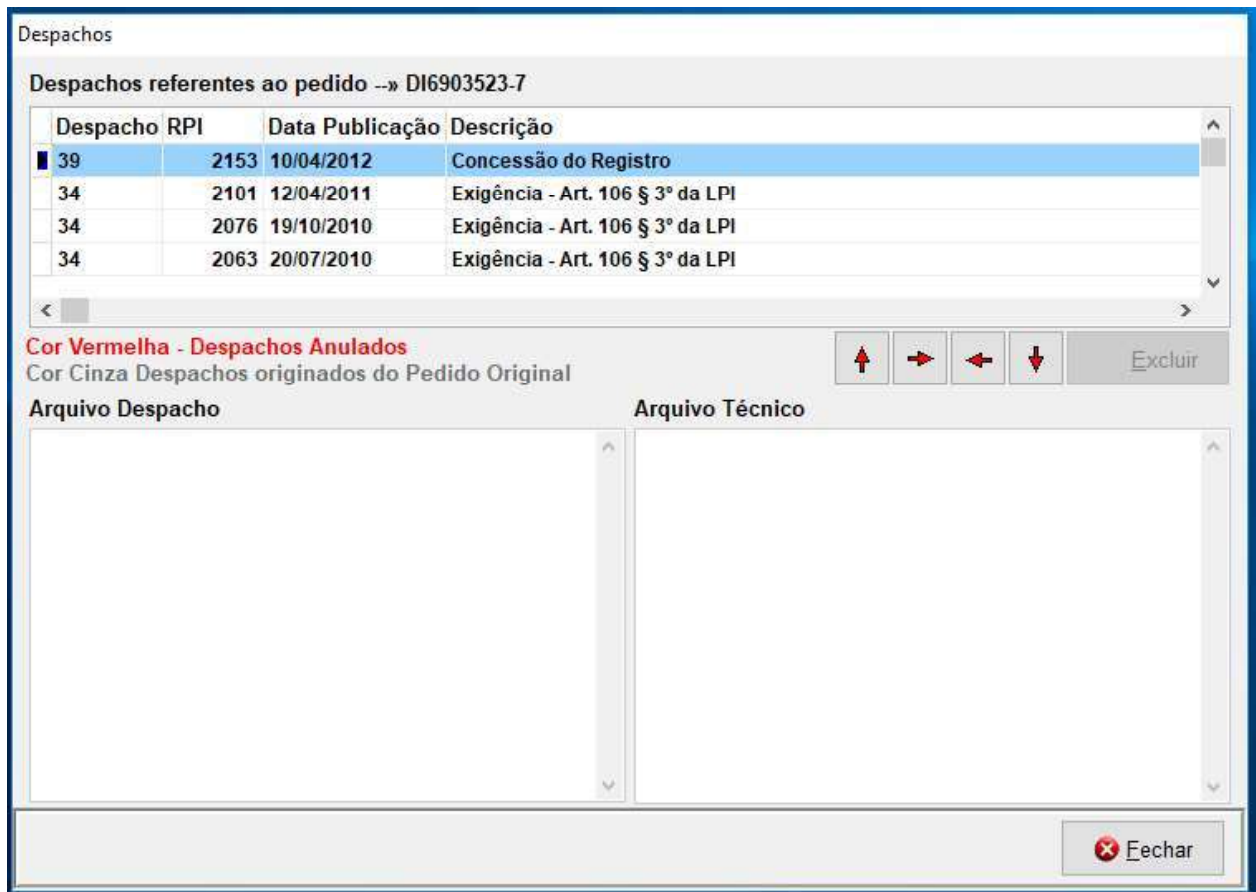 Despachos
Despachos referentes ao pedido --» DI6903523-7
Despacho RPI Data Publicação Descrição
39 2153 10/04/2012 Concessão do Registro
34 2101 12/04/2011 Exigência - Art. 106 § 3º da LPI
34 2076 19/10/2010 Exigência - Art. 106 § 3º da LPI
34 2063 20/07/2010 Exigência - Art. 106 § 3º da LPI
Cor Vermelha - Despachos Anulados
Excluir
Cor Cinza Despachos originados do Pedido Original
Arquivo Despacho Arquivo Técnico
Fechar